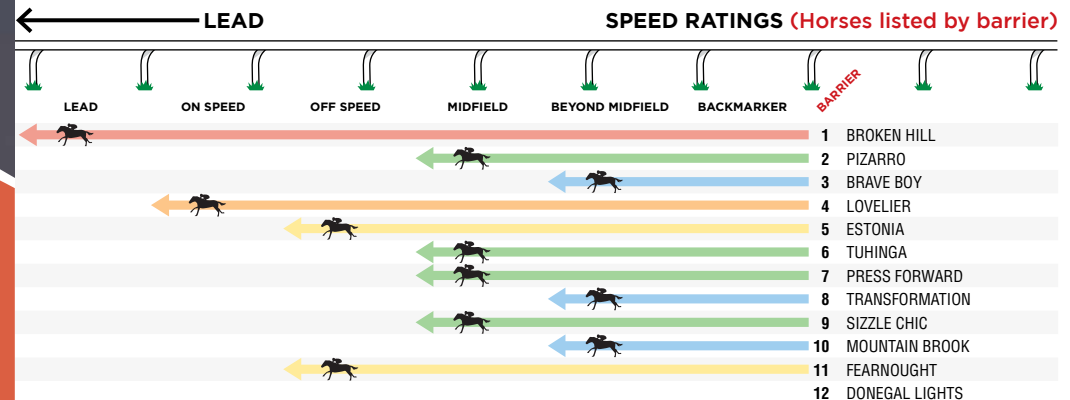 LEAD
SPEED RATINGS (Horses listed by barrier)
LEAD ON SPEED OFF SPEED MIDFIELD BEYOND MIDFIELD BACKMARKER BARRIER
1 BROKEN HILL
2 PIZARRO
3 BRAVE BOY
4 LOVELIER
5 ESTONIA
6 TUHINGA
7 PRESS FORWARD
8 TRANSFORMATION
9 SIZZLE CHIC
10 MOUNTAIN BROOK
11 FEARNOUGHT
12 DONEGAL LIGHTS